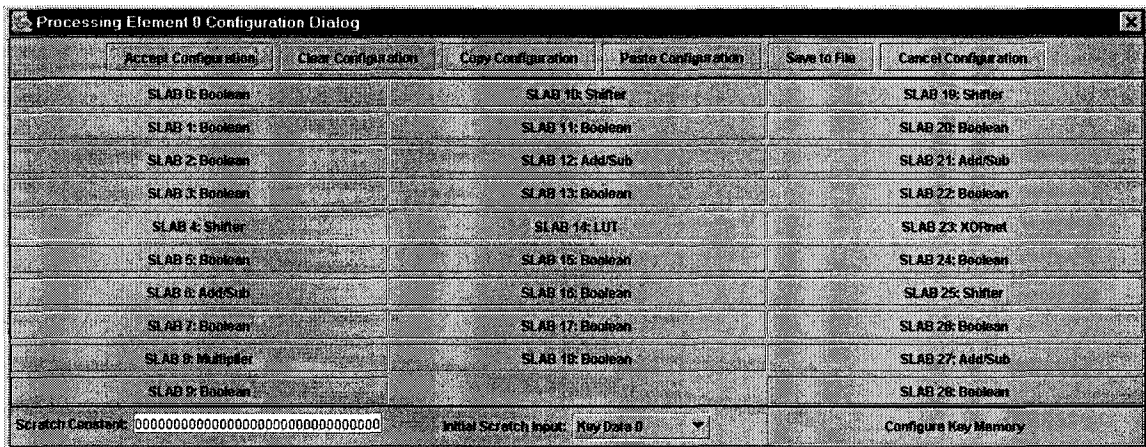 Processing Element 0 Configuration Dialog
Accept Configuration Clear Configuration Copy Configuration Paste Configuration Save to File Cancel Configuration
SLAB 0: Boolean SLAB 10: Shifter SLAB 19: Shifter
SLAB 1: Boolean SLAB 11: Boolean SLAB 20: Boolean
SLAB 2: Boolean SLAB 12: Add/Sub SLAB 21: Add/Sub
SLAB 3: Boolean SLAB 13: Boolean SLAB 22: Boolean
SLAB 4: Shifter SLAB 14: LUT SLAB 23: XORnet
SLAB 5: Boolean SLAB 15: Boolean SLAB 24: Boolean
SLAB 6: Add/Sub SLAB 16: Boolean SLAB 25: Shifter
SLAB 7: Boolean SLAB 17: Boolean SLAB 26: Boolean
SLAB 8: Multiplier SLAB 18: Boolean SLAB 27: Add/Sub
SLAB 9: Boolean SLAB 28: Boolean
Scratch Constant: 00000000000000000000000000000000 Initial Scratch Input: Key Data 0 Configure Key Memory